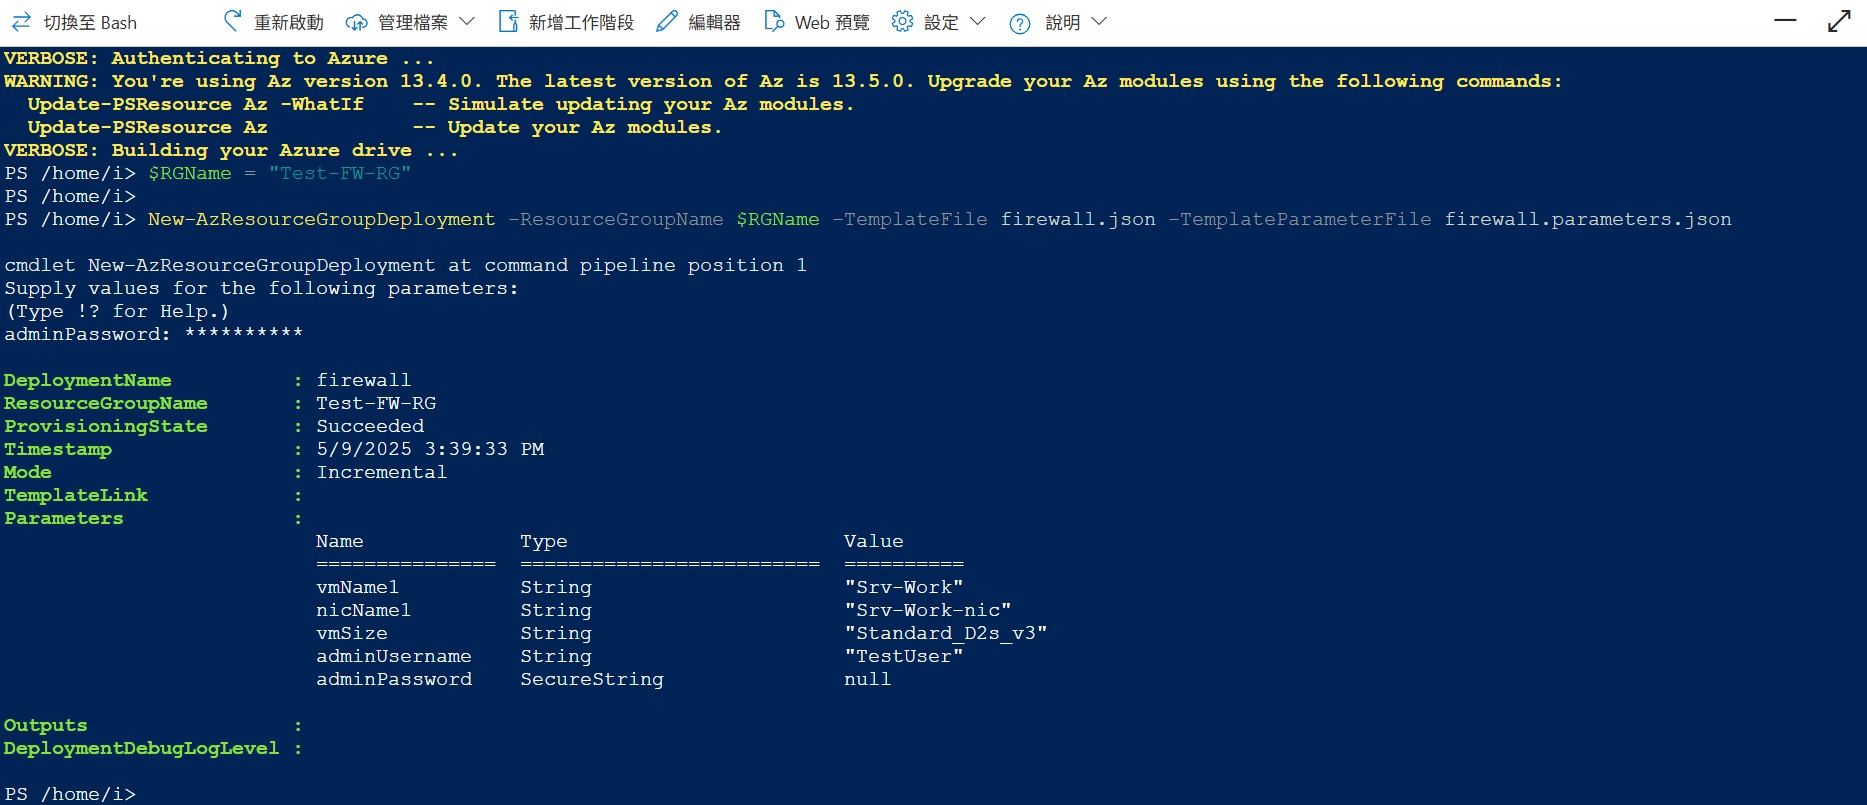 切換至 Bash 重新啟動 管理檔案 新增工作階段 編輯器 Web 預覽 設定 說明
VERBOSE: Authenticating to Azure ...
WARNING: You're using Az version 13.4.0. The latest version of Az is 13.5.0. Upgrade your Az modules using the following commands:
  Update-PSResource Az -WhatIf    -- Simulate updating your Az modules.
  Update-PSResource Az            -- Update your Az modules.
VERBOSE: Building your Azure drive ...
PS /home/i> $RGName = "Test-FW-RG"
PS /home/i>
PS /home/i> New-AzResourceGroupDeployment -ResourceGroupName $RGName -TemplateFile firewall.json -TemplateParameterFile firewall.parameters.json
cmdlet New-AzResourceGroupDeployment at command pipeline position 1
Supply values for the following parameters:
(Type !? for Help.)
adminPassword: **********
DeploymentName          : firewall
ResourceGroupName       : Test-FW-RG
ProvisioningState       : Succeeded
Timestamp               : 5/9/2025 3:39:33 PM
Mode                    : Incremental
TemplateLink            :
Parameters              :
                          Name             Type                       Value
                          ===============  =========================  ==========
                          vmName1          String                     "Srv-Work"
                          nicName1         String                     "Srv-Work-nic"
                          vmSize           String                     "Standard_D2s_v3"
                          adminUsername    String                     "TestUser"
                          adminPassword    SecureString               null
Outputs                 :
DeploymentDebugLogLevel :
PS /home/i>